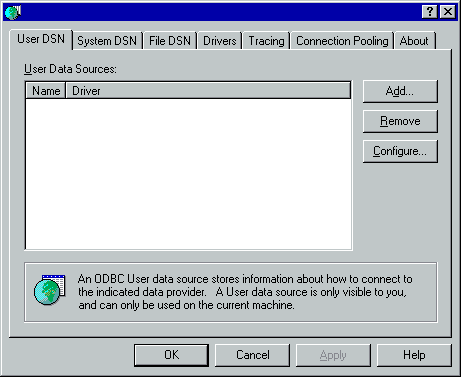 User DSN System DSN File DSN Drivers Tracing Connection Pooling About
User Data Sources:
Name Driver
Add...
Remove
Configure...
An ODBC User data source stores information about how to connect to
the indicated data provider. A User data source is only visible to you,
and can only be used on the current machine.
OK Cancel Apply Help